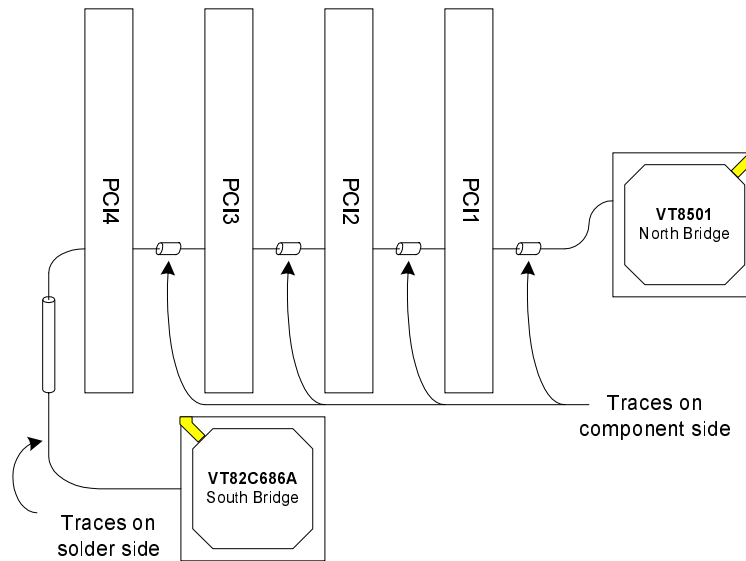 PCI4
PCI3
PCI2
PCI1
VT8501
North Bridge
Traces on
component side
VT82C686A
South Bridge
Traces on
solder side